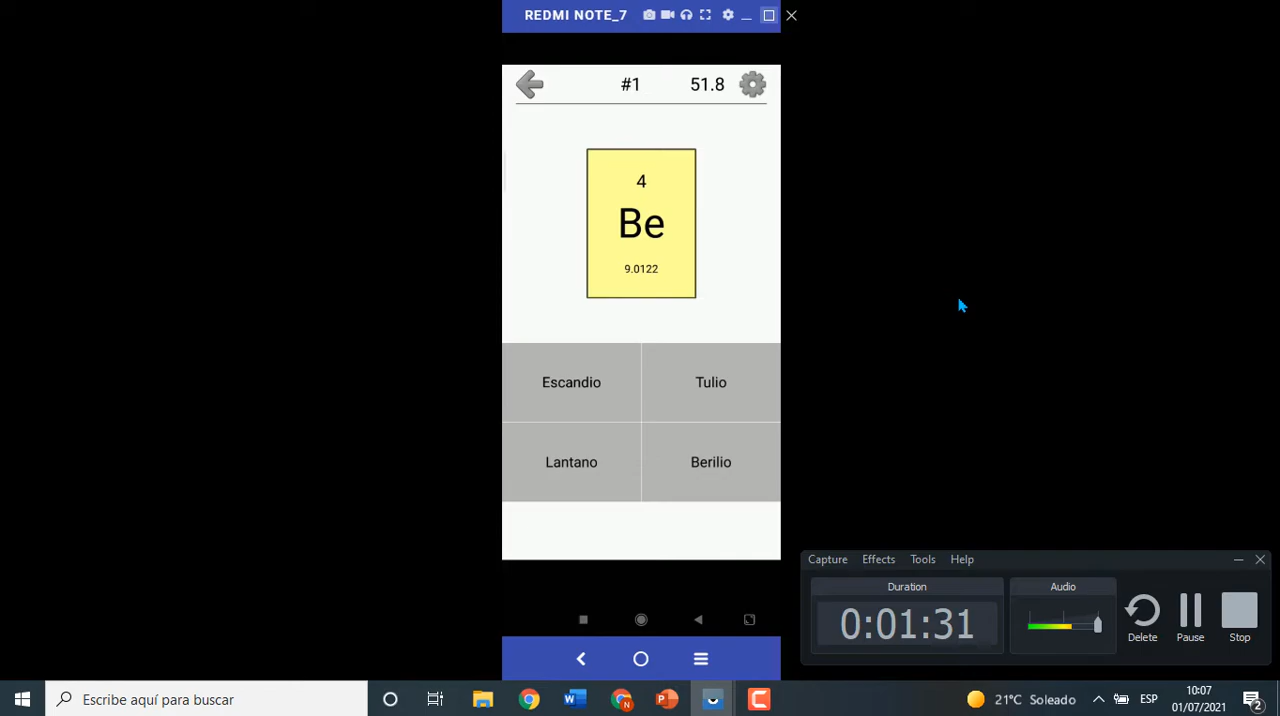 REDMI NOTE_7
#1 51.8
4
Be
9.0122
Escandio Tulio
Lantano Berilio
Capture Effects Tools Help
Duration Audio
0:01:31
Delete Pause Stop
Escribe aquí para buscar
21°C Soleado
ESP
10:07
01/07/2021
2